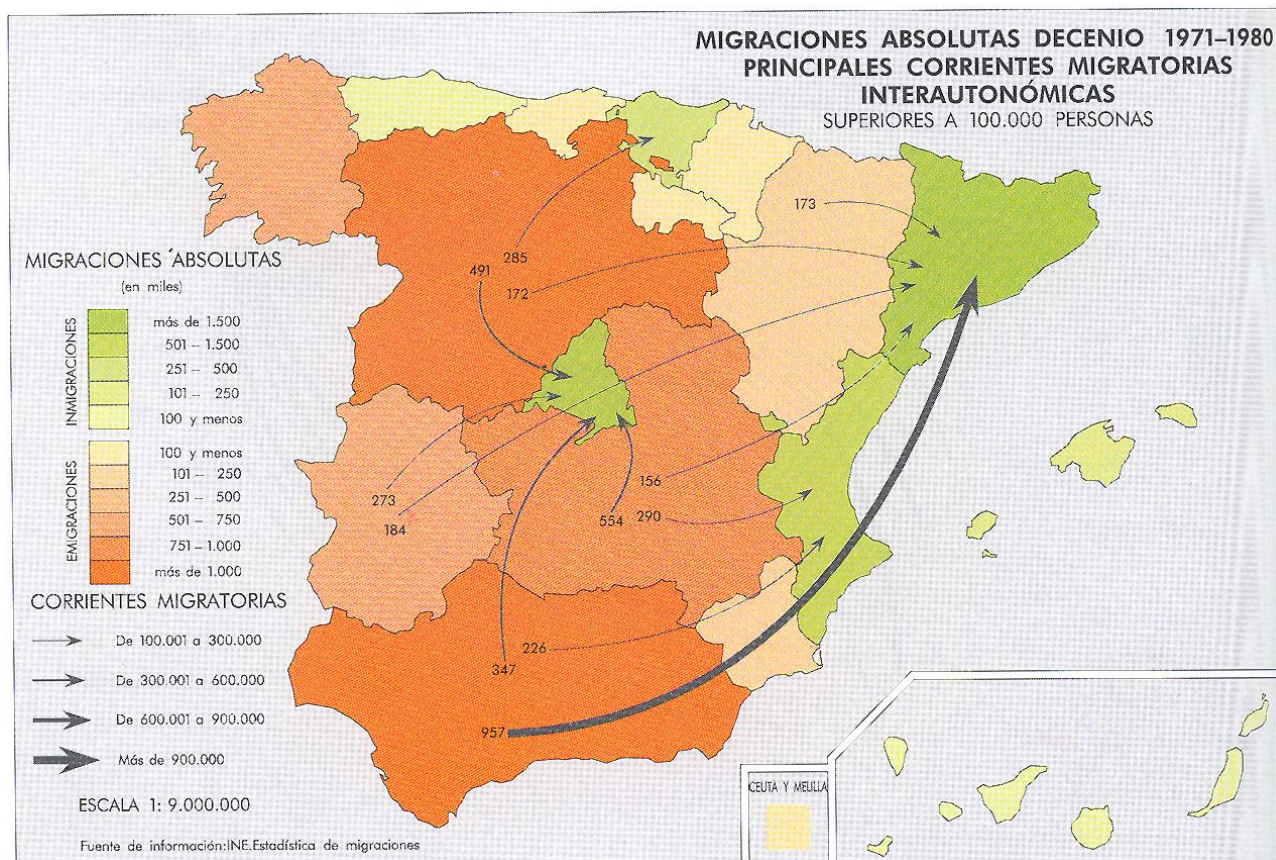 MIGRACIONES ABSOLUTAS DECENIO 1971–1980
PRINCIPALES CORRIENTES MIGRATORIAS
INTERAUTONÓMICAS
SUPERIORES A 100.000 PERSONAS
173
285
491
172
MIGRACIONES ABSOLUTAS
(en miles)
INMIGRACIONES
más de 1.500
501 – 1.500
251 – 500
101 – 250
100 y menos
EMIGRACIONES
100 y menos
101 – 250
251 – 500
501 – 750
751 – 1.000
más de 1.000
273
184
156
554
290
226
347
957
CORRIENTES MIGRATORIAS
De 100.001 a 300.000
De 300.001 a 600.000
De 600.001 a 900.000
Más de 900.000
ESCALA 1: 9.000.000
Fuente de información:INE.Estadística de migraciones
CEUTA Y MELILLA